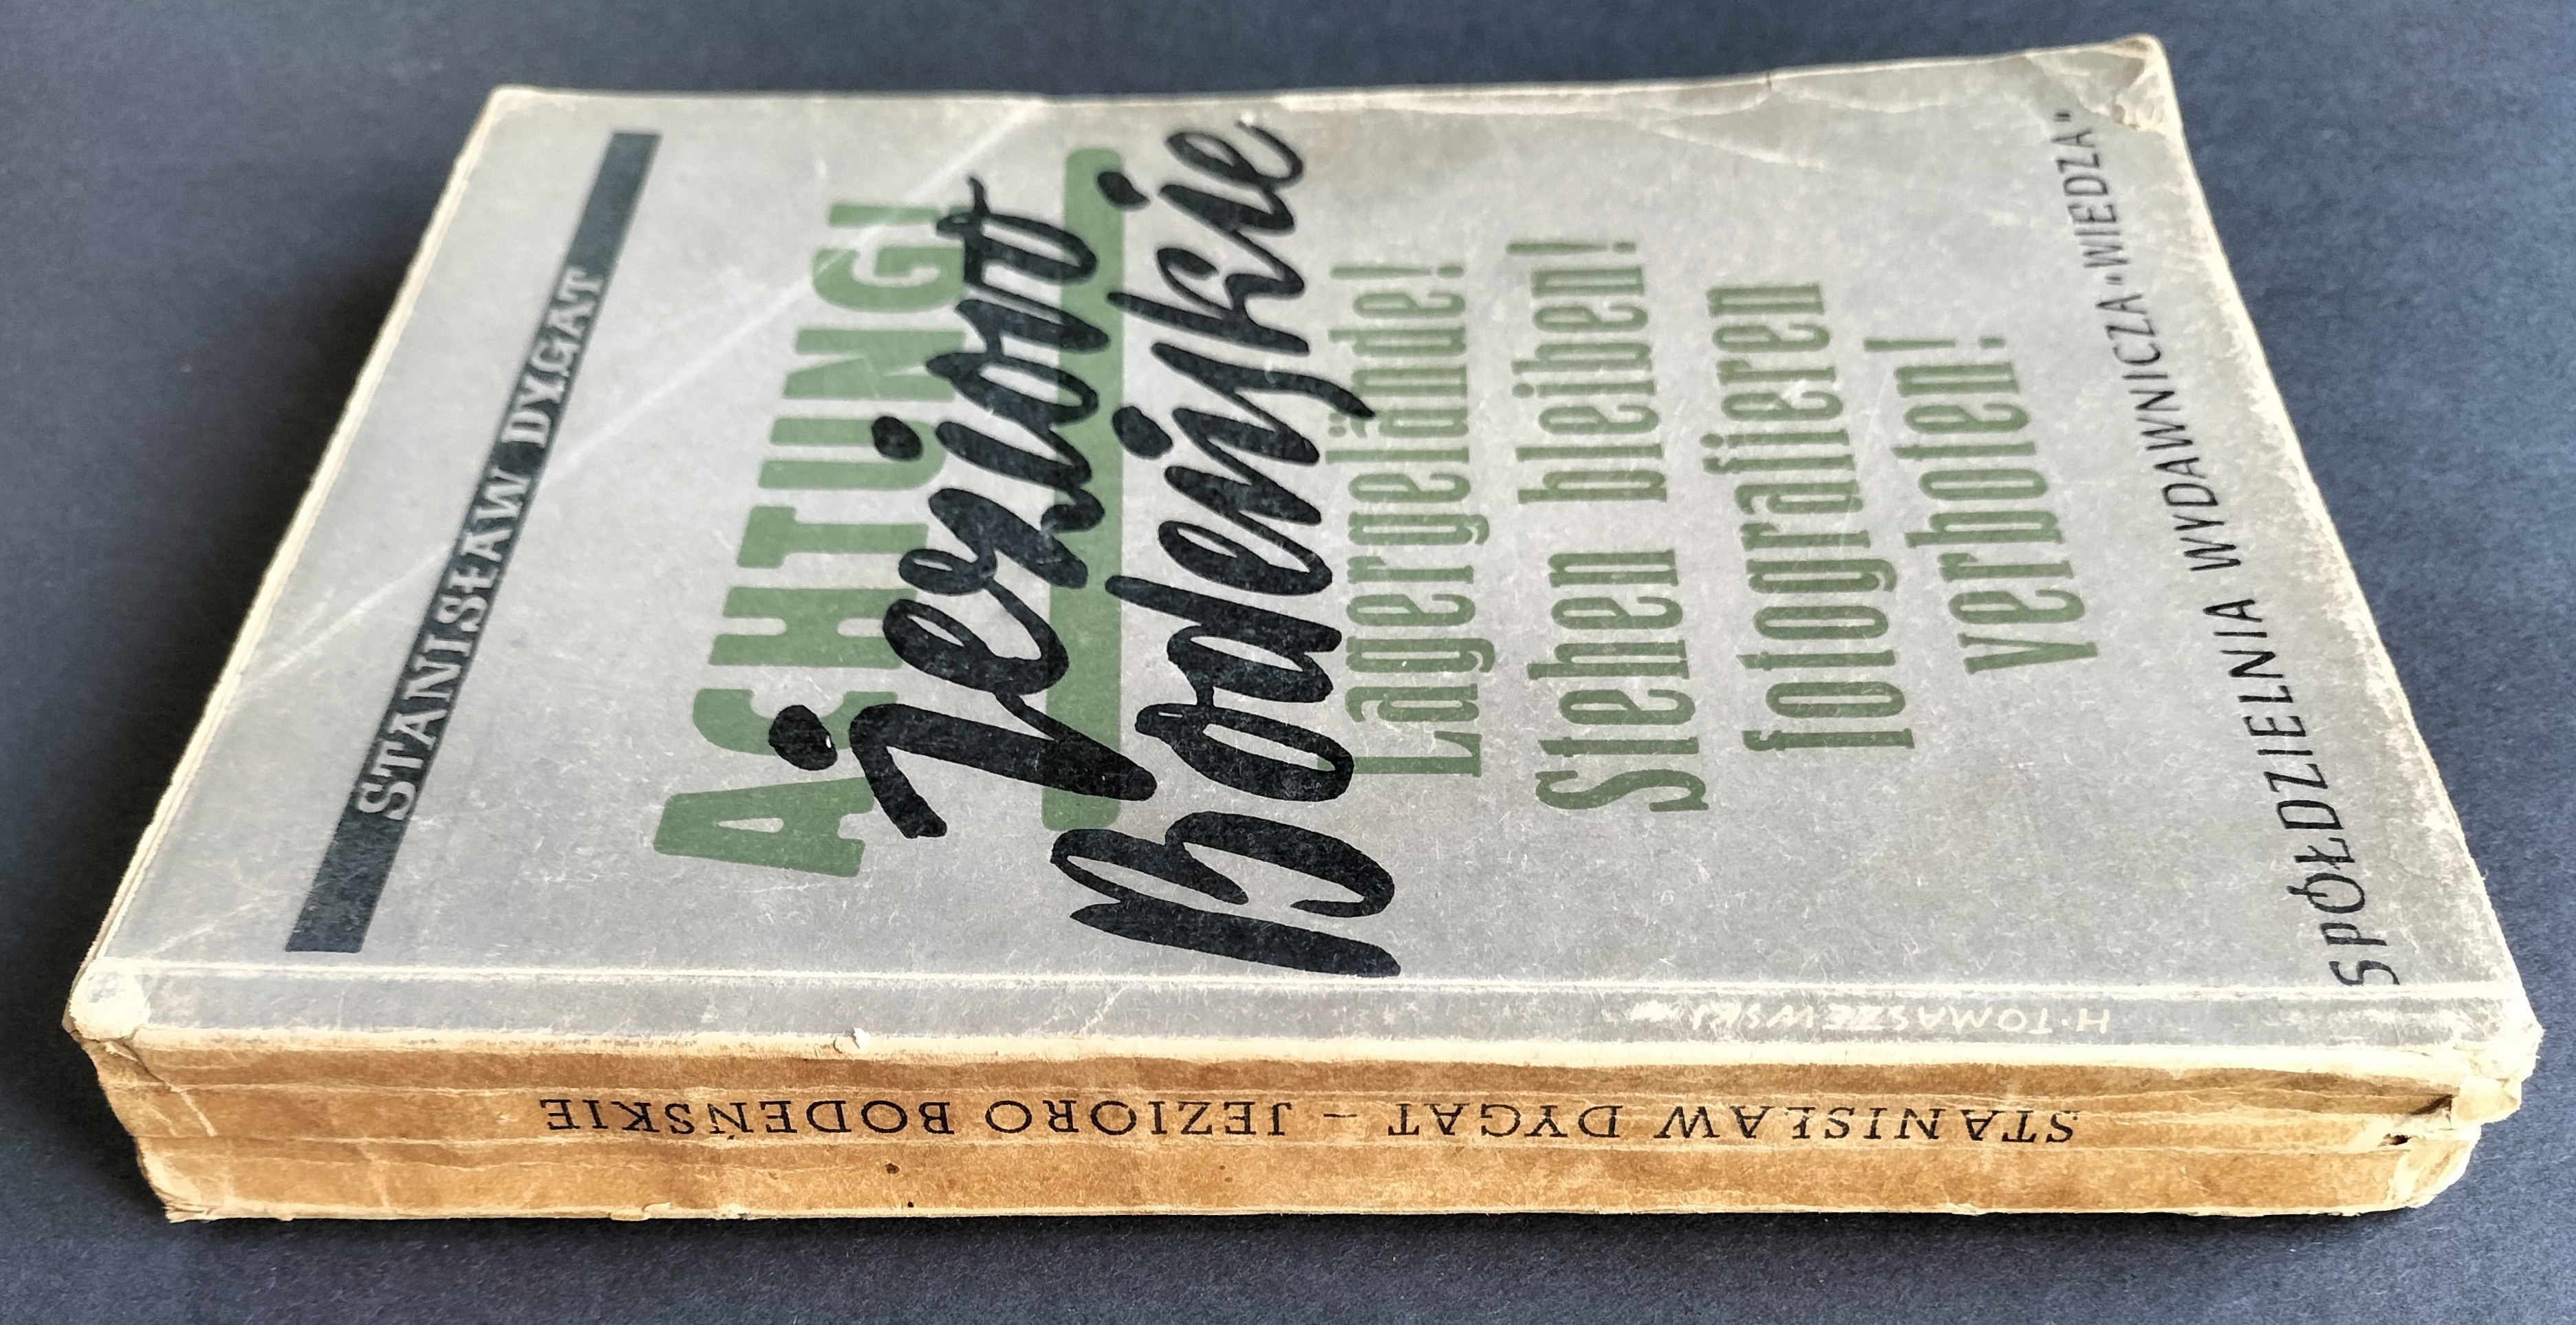 STANISŁAW DYGAT
ACHTUNG!
Jezioro
Bodeńskie
Lagergelände!
Stehen bleiben!
fotografieren
verboten!
SPÓŁDZIELNIA WYDAWNICZA "WIEDZA"
H. TOMASZEWSKI
STANISŁAW DYGAT – JEZIORO BODEŃSKIE